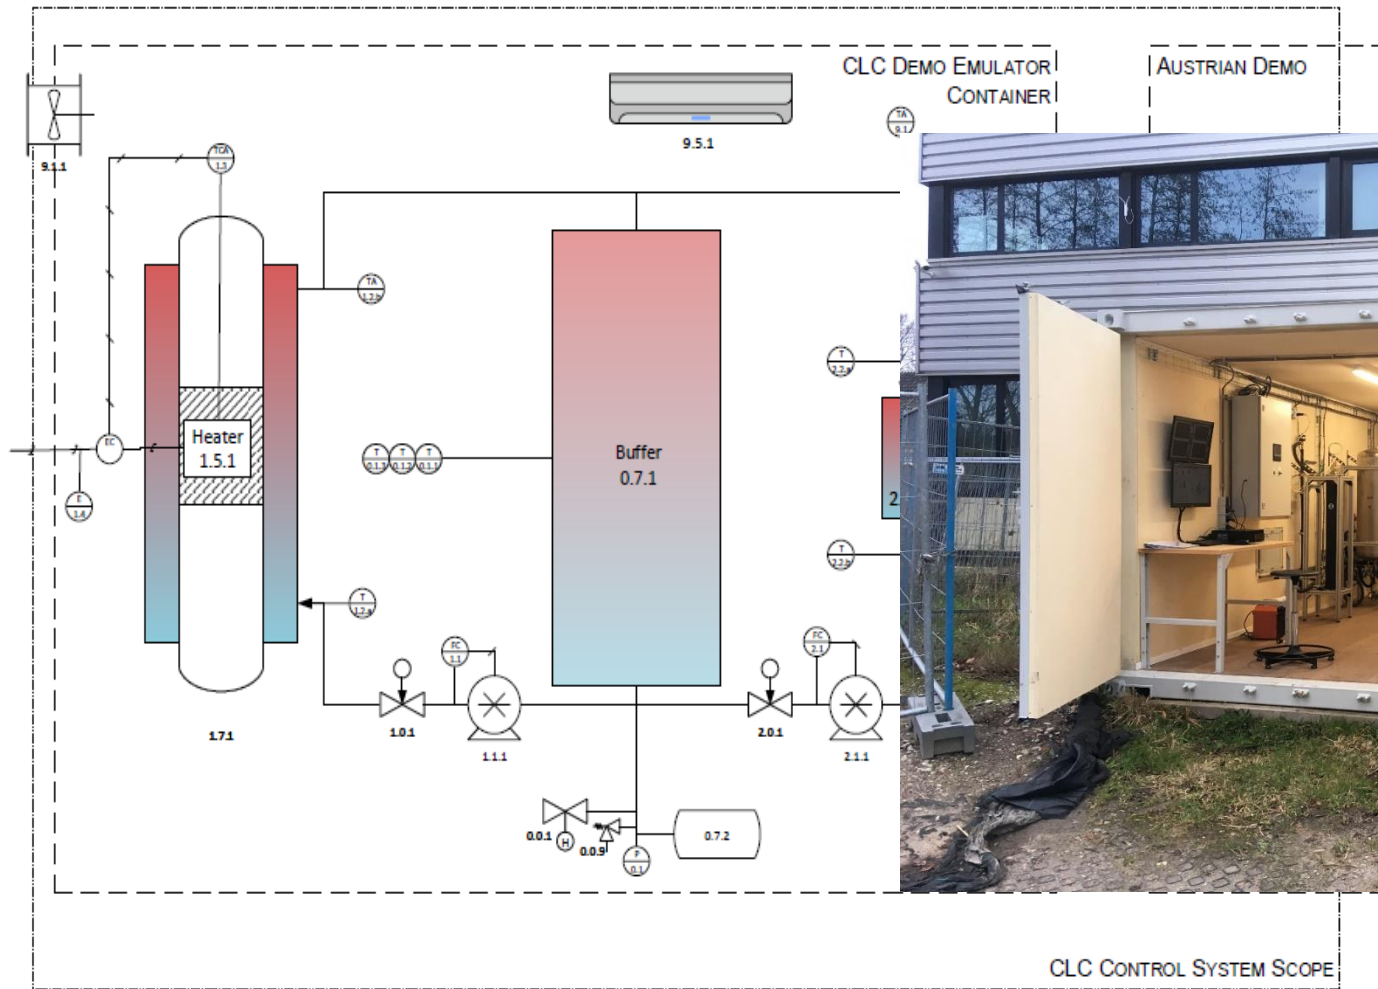 CLC DEMO EMULATOR
CONTAINER
AUSTRIAN DEMO
9.5.1
TA
9.1
9.1.1
TCA
1.3
TA
1.2.b
T
2.2.a
Heater
1.5.1
EC
E
1.4
T
0.1.3
T
0.1.2
T
0.1.1
Buffer
0.7.1
2
T
2.2.b
T
1.2.a
FC
1.1
FC
2.1
1.7.1
1.0.1
1.1.1
2.0.1
2.1.1
0.0.1
H
0.0.9
P
0.1
0.7.2
CLC CONTROL SYSTEM SCOPE